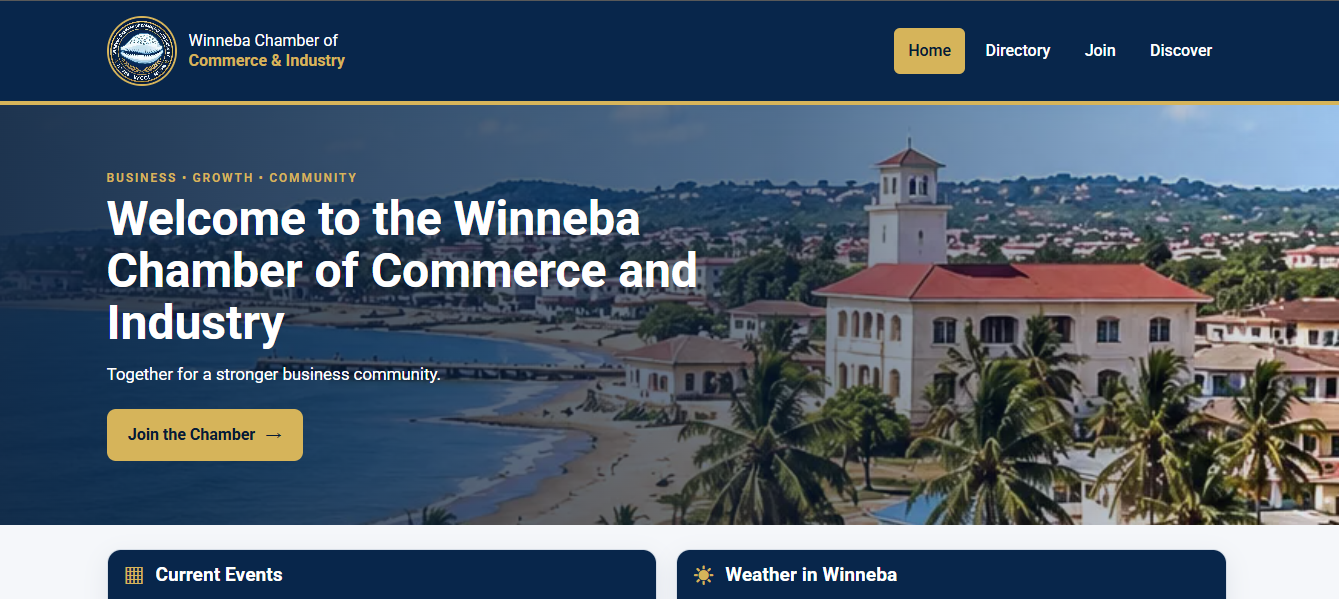 Winneba Chamber of
Commerce & Industry
Home
Directory
Join
Discover
BUSINESS • GROWTH • COMMUNITY
Welcome to the Winneba
Chamber of Commerce and
Industry
Together for a stronger business community.
Join the Chamber →
Current Events
Weather in Winneba